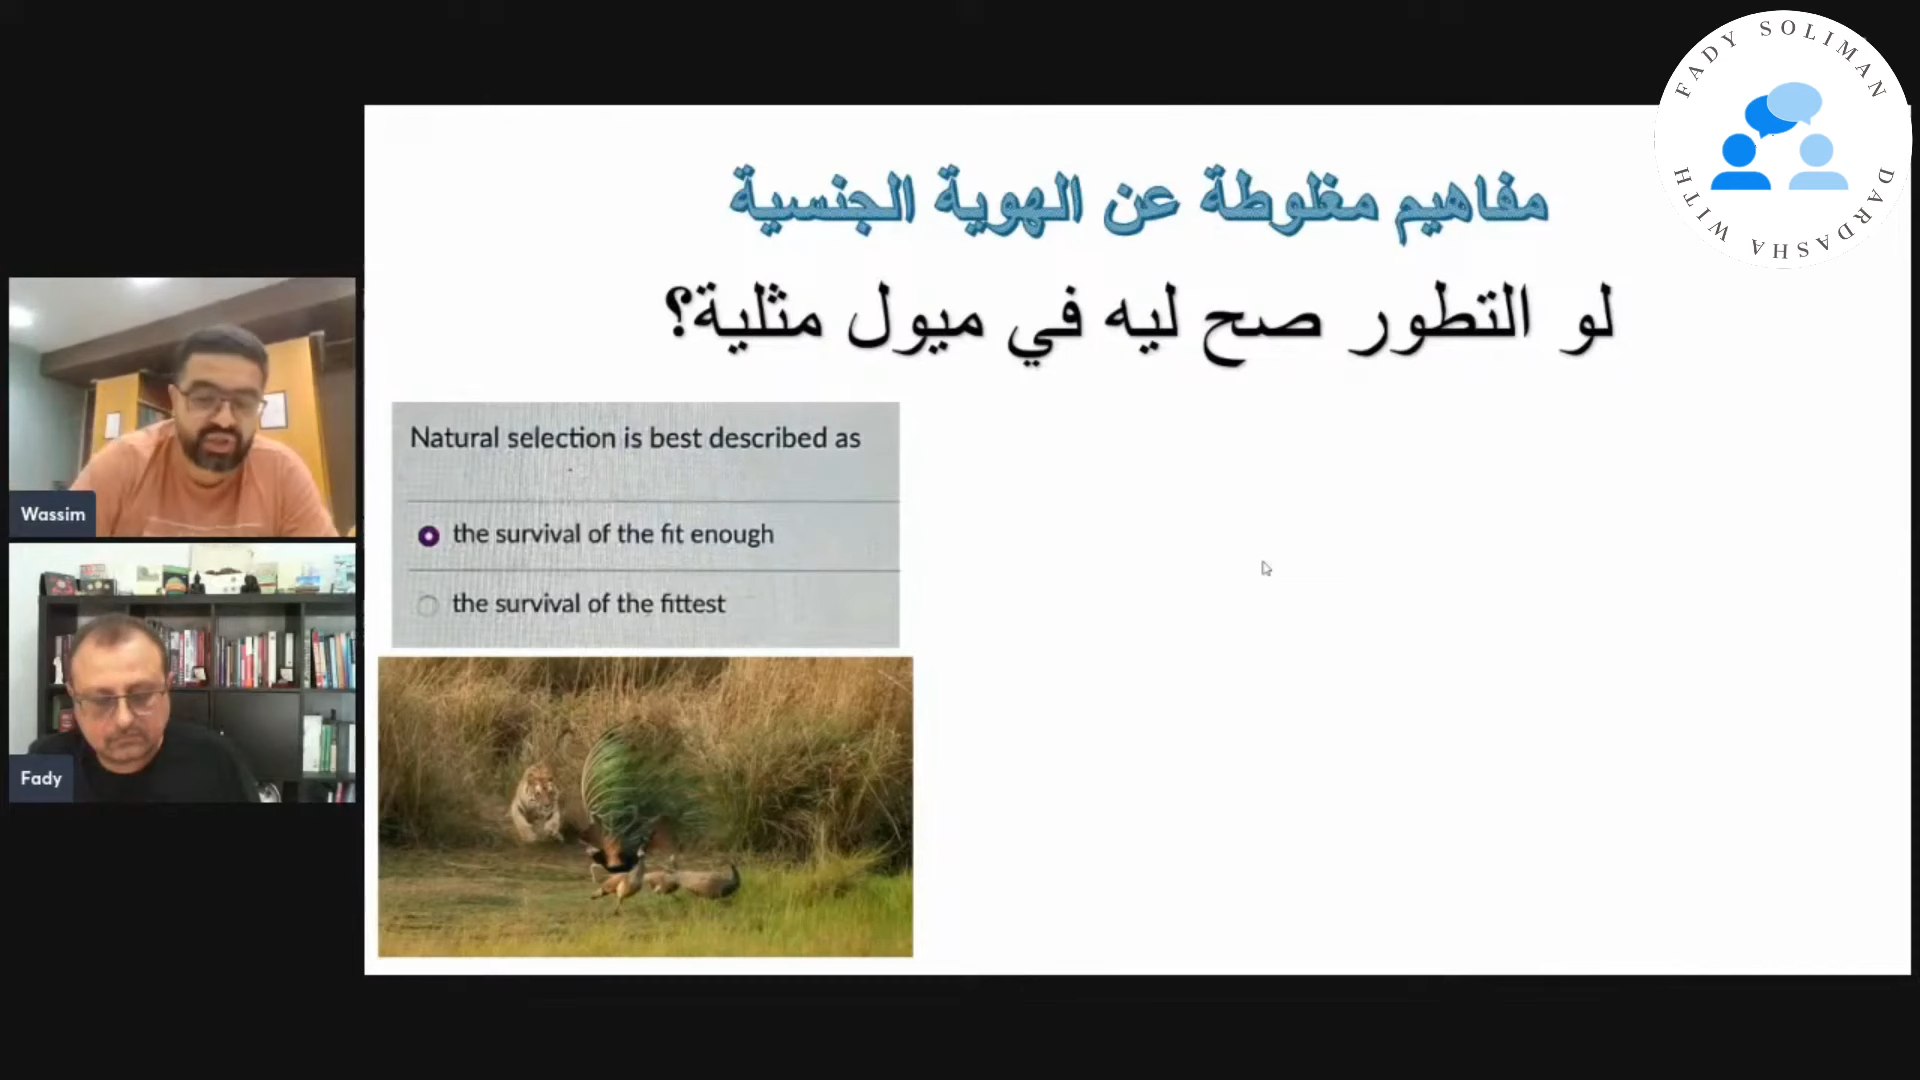 FADY SOLIMAN
DARDASHA WITH
مفاهيم مغلوطة عن الهوية الجنسية
لو التطور صح ليه في ميول مثلية؟
Natural selection is best described as
the survival of the fit enough
the survival of the fittest
Wassim
Fady